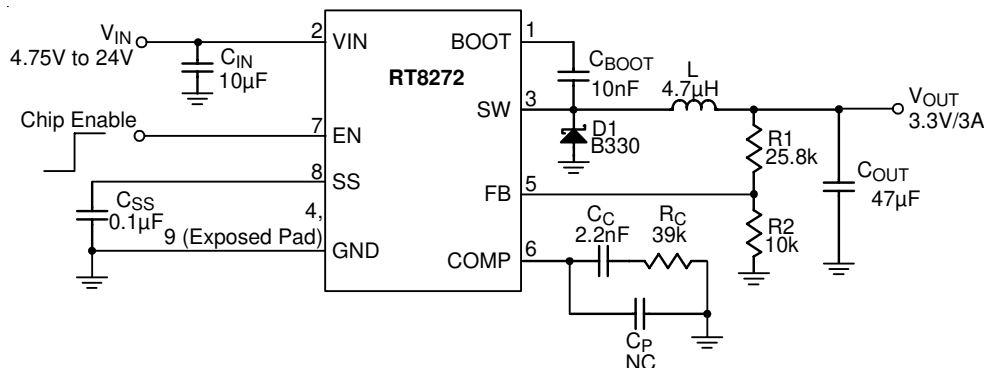 VIN
4.75V to 24V
CIN
10µF
2
VIN
RT8272
BOOT
1
CBOOT
10nF
L
4.7µH
SW
3
D1
B330
VOUT
3.3V/3A
R1
25.8k
COUT
47µF
Chip Enable
7
EN
8
SS
CSS
0.1µF
4,
9 (Exposed Pad)
GND
FB
5
R2
10k
COMP
6
CC
2.2nF
RC
39k
CP
NC